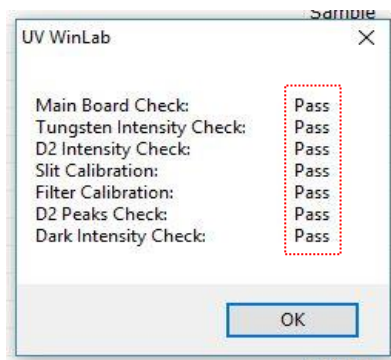 Sample
UV WinLab
Main Board Check: Pass
Tungsten Intensity Check: Pass
D2 Intensity Check: Pass
Slit Calibration: Pass
Filter Calibration: Pass
D2 Peaks Check: Pass
Dark Intensity Check: Pass
OK